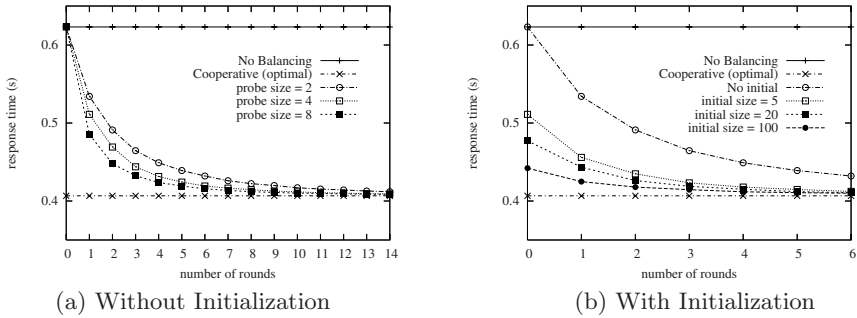 0.6
0.5
0.4
response time (s)
No Balancing
Cooperative (optimal)
probe size = 2
probe size = 4
probe size = 8
0 1 2 3 4 5 6 7 8 9 10 11 12 13 14
number of rounds
(a) Without Initialization
0.6
0.5
0.4
response time (s)
No Balancing
Cooperative (optimal)
No initial
initial size = 5
initial size = 20
initial size = 100
0 1 2 3 4 5 6
number of rounds
(b) With Initialization